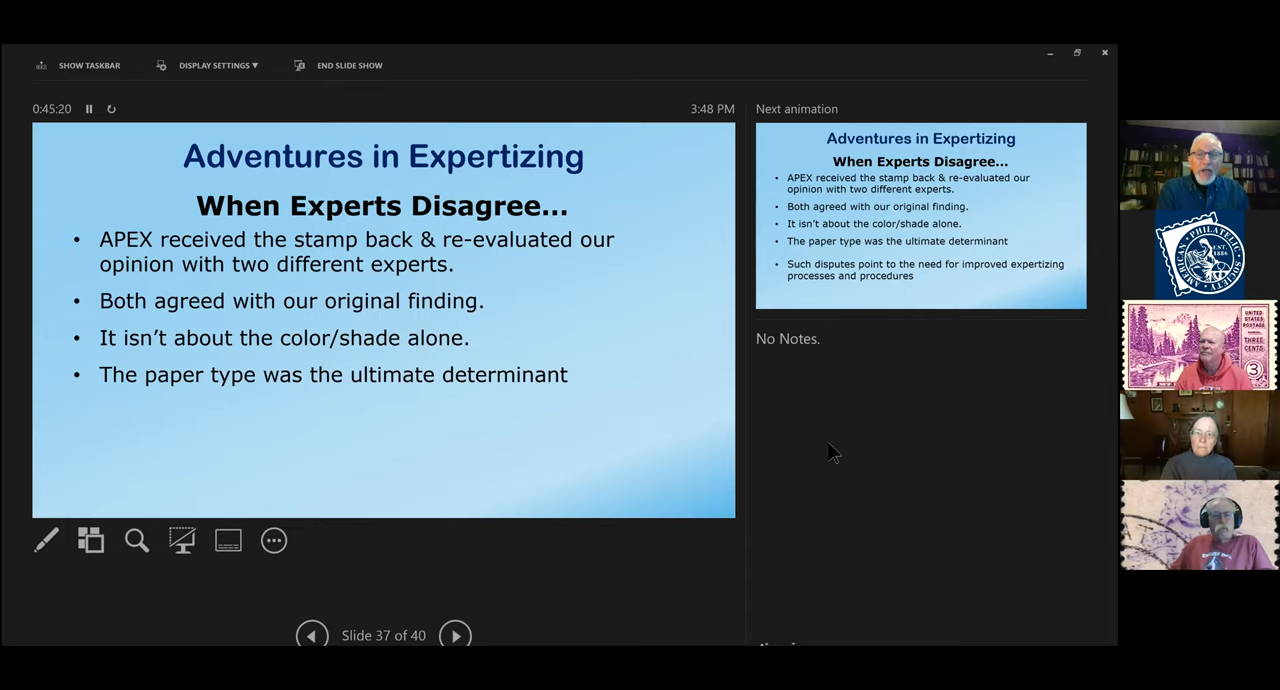 SHOW TASKBAR
DISPLAY SETTINGS ▼
END SLIDE SHOW
0:45:20
3:48 PM
Adventures in Expertizing
When Experts Disagree...
• APEX received the stamp back & re-evaluated our
opinion with two different experts.
• Both agreed with our original finding.
• It isn’t about the color/shade alone.
• The paper type was the ultimate determinant
Slide 37 of 40
Next animation
Adventures in Expertizing
When Experts Disagree...
• APEX received the stamp back & re-evaluated our
opinion with two different experts.
• Both agreed with our original finding.
• It isn’t about the color/shade alone.
• The paper type was the ultimate determinant
• Such disputes point to the need for improved expertizing
processes and procedures
No Notes.
AMERICAN PHILATELIC SOCIETY
EST.
1886
UNITED
STATES
POSTAGE
THREE
CENTS
3